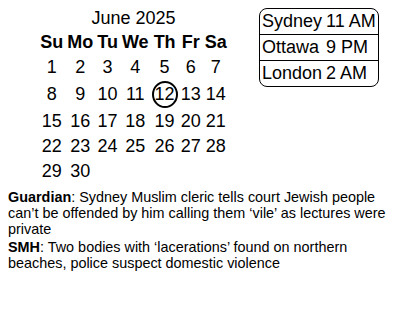 June 2025
Su Mo Tu We Th Fr Sa
1 2 3 4 5 6 7
8 9 10 11 12 13 14
15 16 17 18 19 20 21
22 23 24 25 26 27 28
29 30
Sydney 11 AM
Ottawa 9 PM
London 2 AM
Guardian: Sydney Muslim cleric tells court Jewish people
can’t be offended by him calling them ‘vile’ as lectures were
private
SMH: Two bodies with ‘lacerations’ found on northern
beaches, police suspect domestic violence